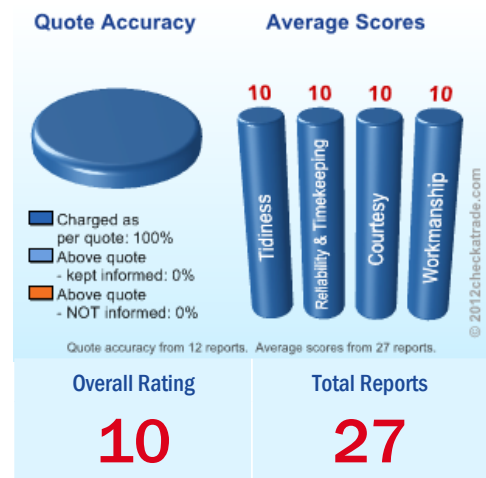 Quote Accuracy
Average Scores
10 10 10 10
Tidiness
Reliability & Timekeeping
Courtesy
Workmanship
Charged as
per quote: 100%
Above quote
- kept informed: 0%
Above quote
- NOT informed: 0%
© 2012checkatrade.com
Quote accuracy from 12 reports. Average scores from 27 reports.
Overall Rating
10
Total Reports
27